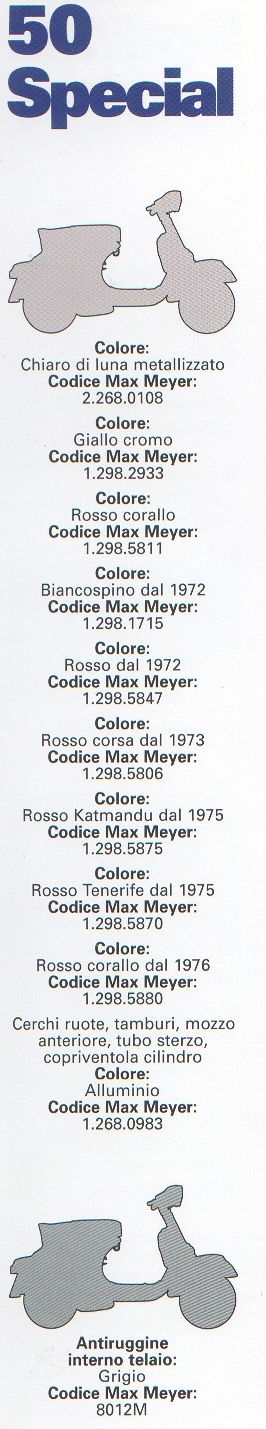 50
Special
Colore:
Chiaro di luna metallizzato
Codice Max Meyer:
2.268.0108
Colore:
Giallo cromo
Codice Max Meyer:
1.298.2933
Colore:
Rosso corallo
Codice Max Meyer:
1.298.5811
Colore:
Biancospino dal 1972
Codice Max Meyer:
1.298.1715
Colore:
Rosso dal 1972
Codice Max Meyer:
1.298.5847
Colore:
Rosso corsa dal 1973
Codice Max Meyer:
1.298.5806
Colore:
Rosso Katmandu dal 1975
Codice Max Meyer:
1.298.5875
Colore:
Rosso Tenerife dal 1975
Codice Max Meyer:
1.298.5870
Colore:
Rosso corallo dal 1976
Codice Max Meyer:
1.298.5880
Cerchi ruote, tamburi, mozzo
anteriore, tubo sterzo,
copriventola cilindro
Colore:
Alluminio
Codice Max Meyer:
1.268.0983
Antiruggine
interno telaio:
Grigio
Codice Max Meyer:
8012M